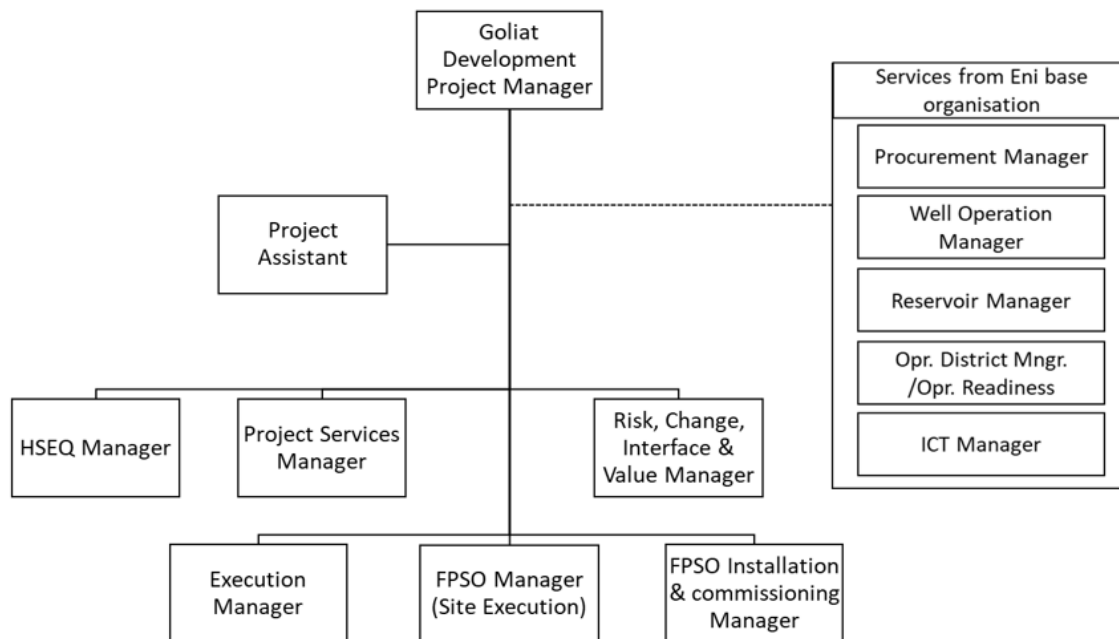 Goliat
Development
Project Manager
Services from Eni base
organisation
Procurement Manager
Well Operation
Manager
Reservoir Manager
Opr. District Mngr.
/Opr. Readiness
ICT Manager
Project
Assistant
HSEQ Manager
Project Services
Manager
Risk, Change,
Interface &
Value Manager
Execution
Manager
FPSO Manager
(Site Execution)
FPSO Installation
& commissioning
Manager